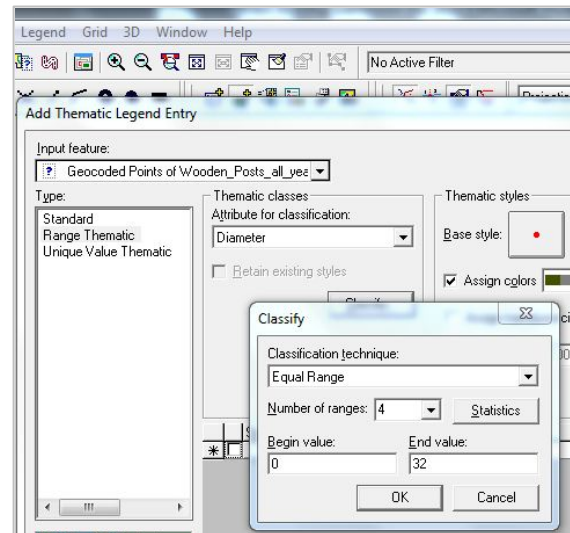 Legend Grid 3D Window Help
No Active Filter
Add Thematic Legend Entry
Input feature:
? Geocoded Points of Wooden_Posts_all_yea
Type:
Standard
Range Thematic
Unique Value Thematic
Thematic classes
Attribute for classification:
Diameter
Retain existing styles
Thematic styles
Base style:
Assign colors
Classify
Classification technique:
Equal Range
Number of ranges: 4
Statistics
Begin value:
End value:
0
32
OK
Cancel